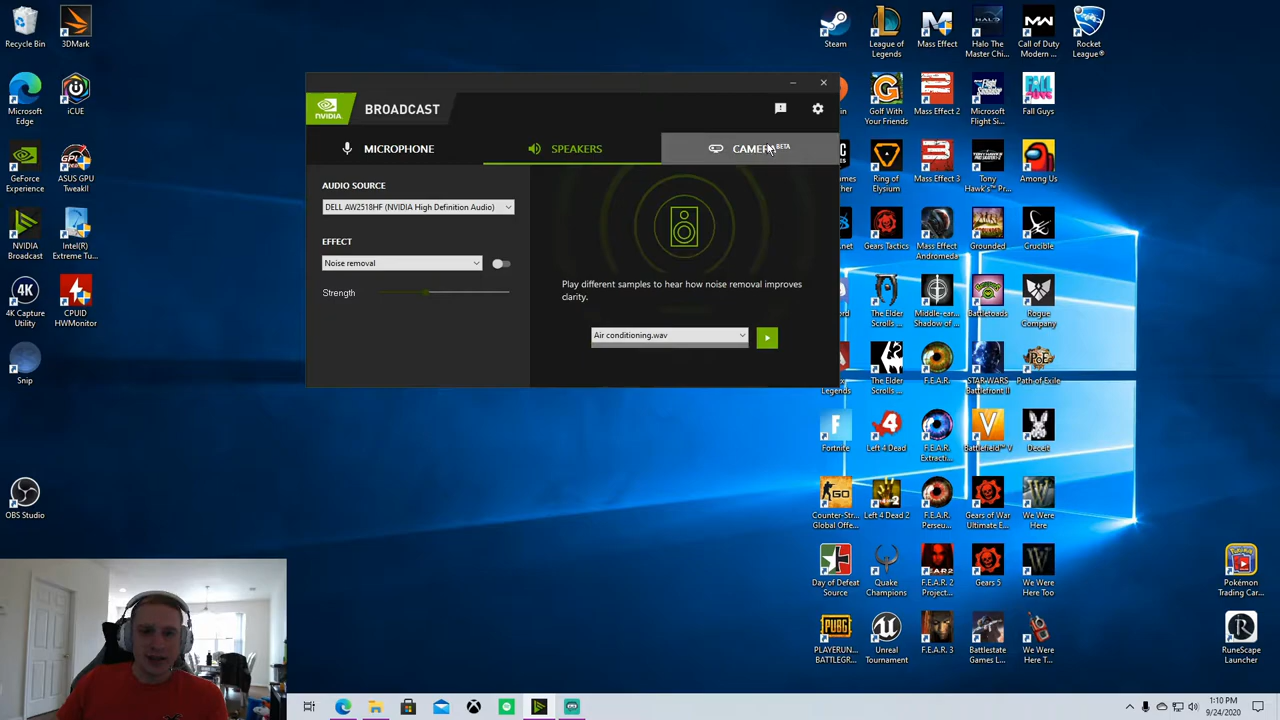 Recycle Bin
3DMark
Microsoft
Edge
iCUE
GeForce
Experience
ASUS GPU
TweakII
NVIDIA
Broadcast
Intel(R)
Extreme Tu...
4K Capture
Utility
CPUID
HWMonitor
Snip
OBS Studio
NVIDIA
BROADCAST
MICROPHONE
SPEAKERS
CAMERA BETA
AUDIO SOURCE
DELL AW2518HF (NVIDIA High Definition Audio)
EFFECT
Noise removal
Strength
Play different samples to hear how noise removal improves
clarity.
Air conditioning.wav
Steam
League of
Legends
Mass Effect
Halo The
Master Chi...
Call of Duty
Modern ...
Rocket
League®
Golf With
Your Friends
Mass Effect 2
Microsoft
Flight Si...
Fall Guys
Ring of
Elysium
Mass Effect 3
Tony
Hawk's™ Pr...
Among Us
Gears Tactics
Mass Effect
Andromeda
Grounded
Crucible
The Elder
Scrolls ...
Middle-ear...
Shadow of ...
Battletoads
Rogue
Company
Legends
The Elder
Scrolls ...
F.E.A.R.
STAR WARS
Battlefront II
Path of Exile
Fortnite
Left 4 Dead
F.E.A.R.
Extracti...
Battlefield™ V
Deceit
Counter-Str...
Global Offe...
Left 4 Dead 2
F.E.A.R.
Perseu...
Gears of War
Ultimate E...
We Were
Here
Day of Defeat
Source
Quake
Champions
F.E.A.R. 2
Project...
Gears 5
We Were
Here Too
PLAYERUN...
BATTLEGR...
Unreal
Tournament
F.E.A.R. 3
Battlestate
Games L...
We Were
Here T...
Pokémon
Trading Car...
RuneScape
Launcher
1:10 PM
9/24/2020